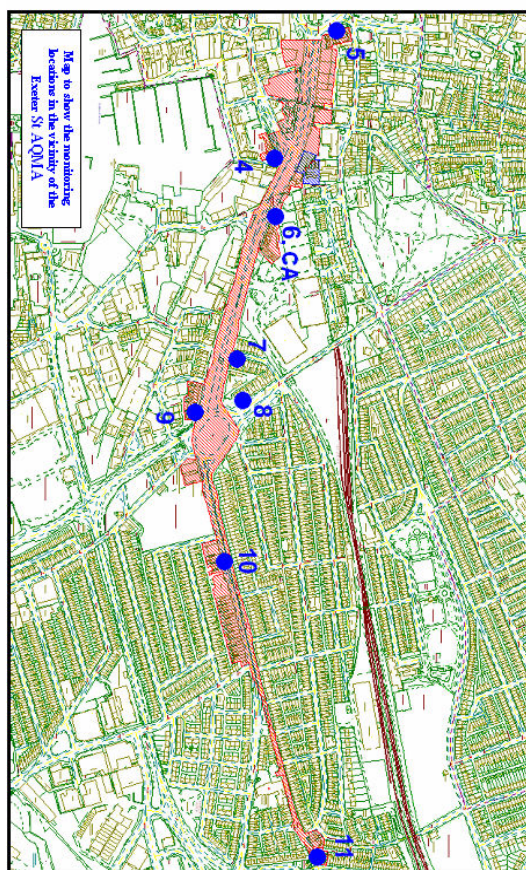 Map to show the monitoring
locations in the vicinity of the
Exeter St AQMA
5
4
6. CA
7
8
9
10
11